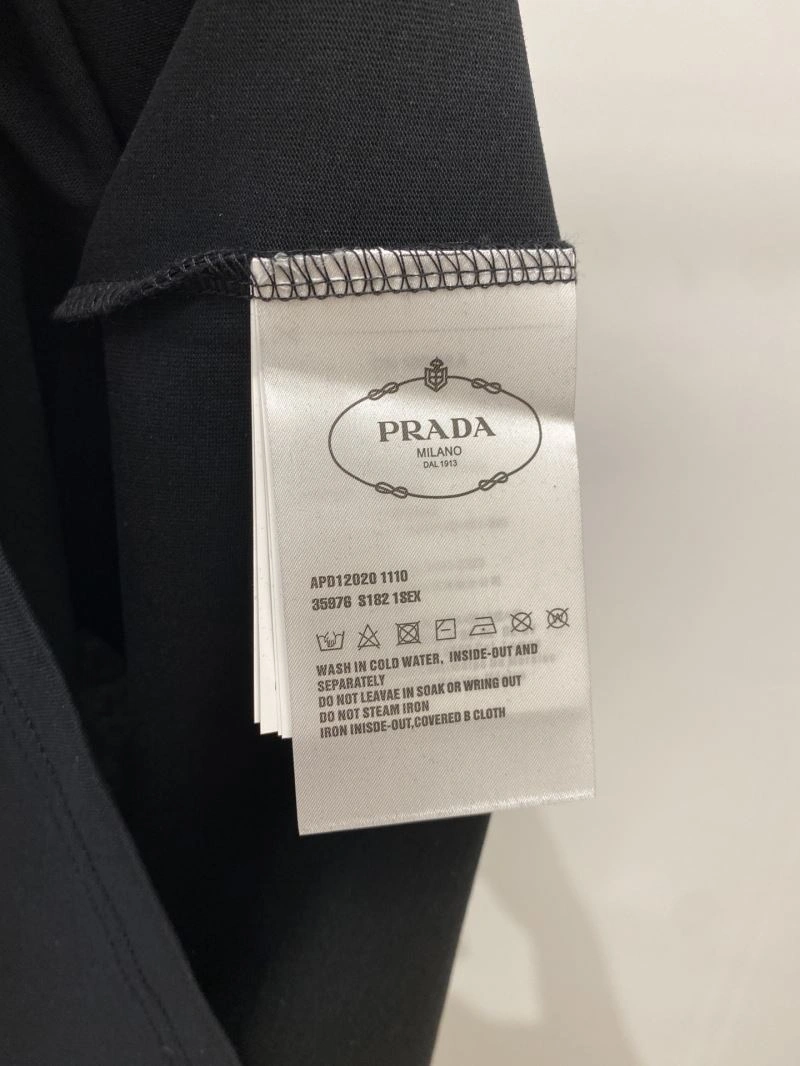 PRADA
MILANO
DAL 1913
APD12020 1110
35976 S182 1SEX
WASH IN COLD WATER, INSIDE-OUT AND
SEPARATELY
DO NOT LEAVAE IN SOAK OR WRING OUT
DO NOT STEAM IRON
IRON INISDE-OUT,COVERED B CLOTH